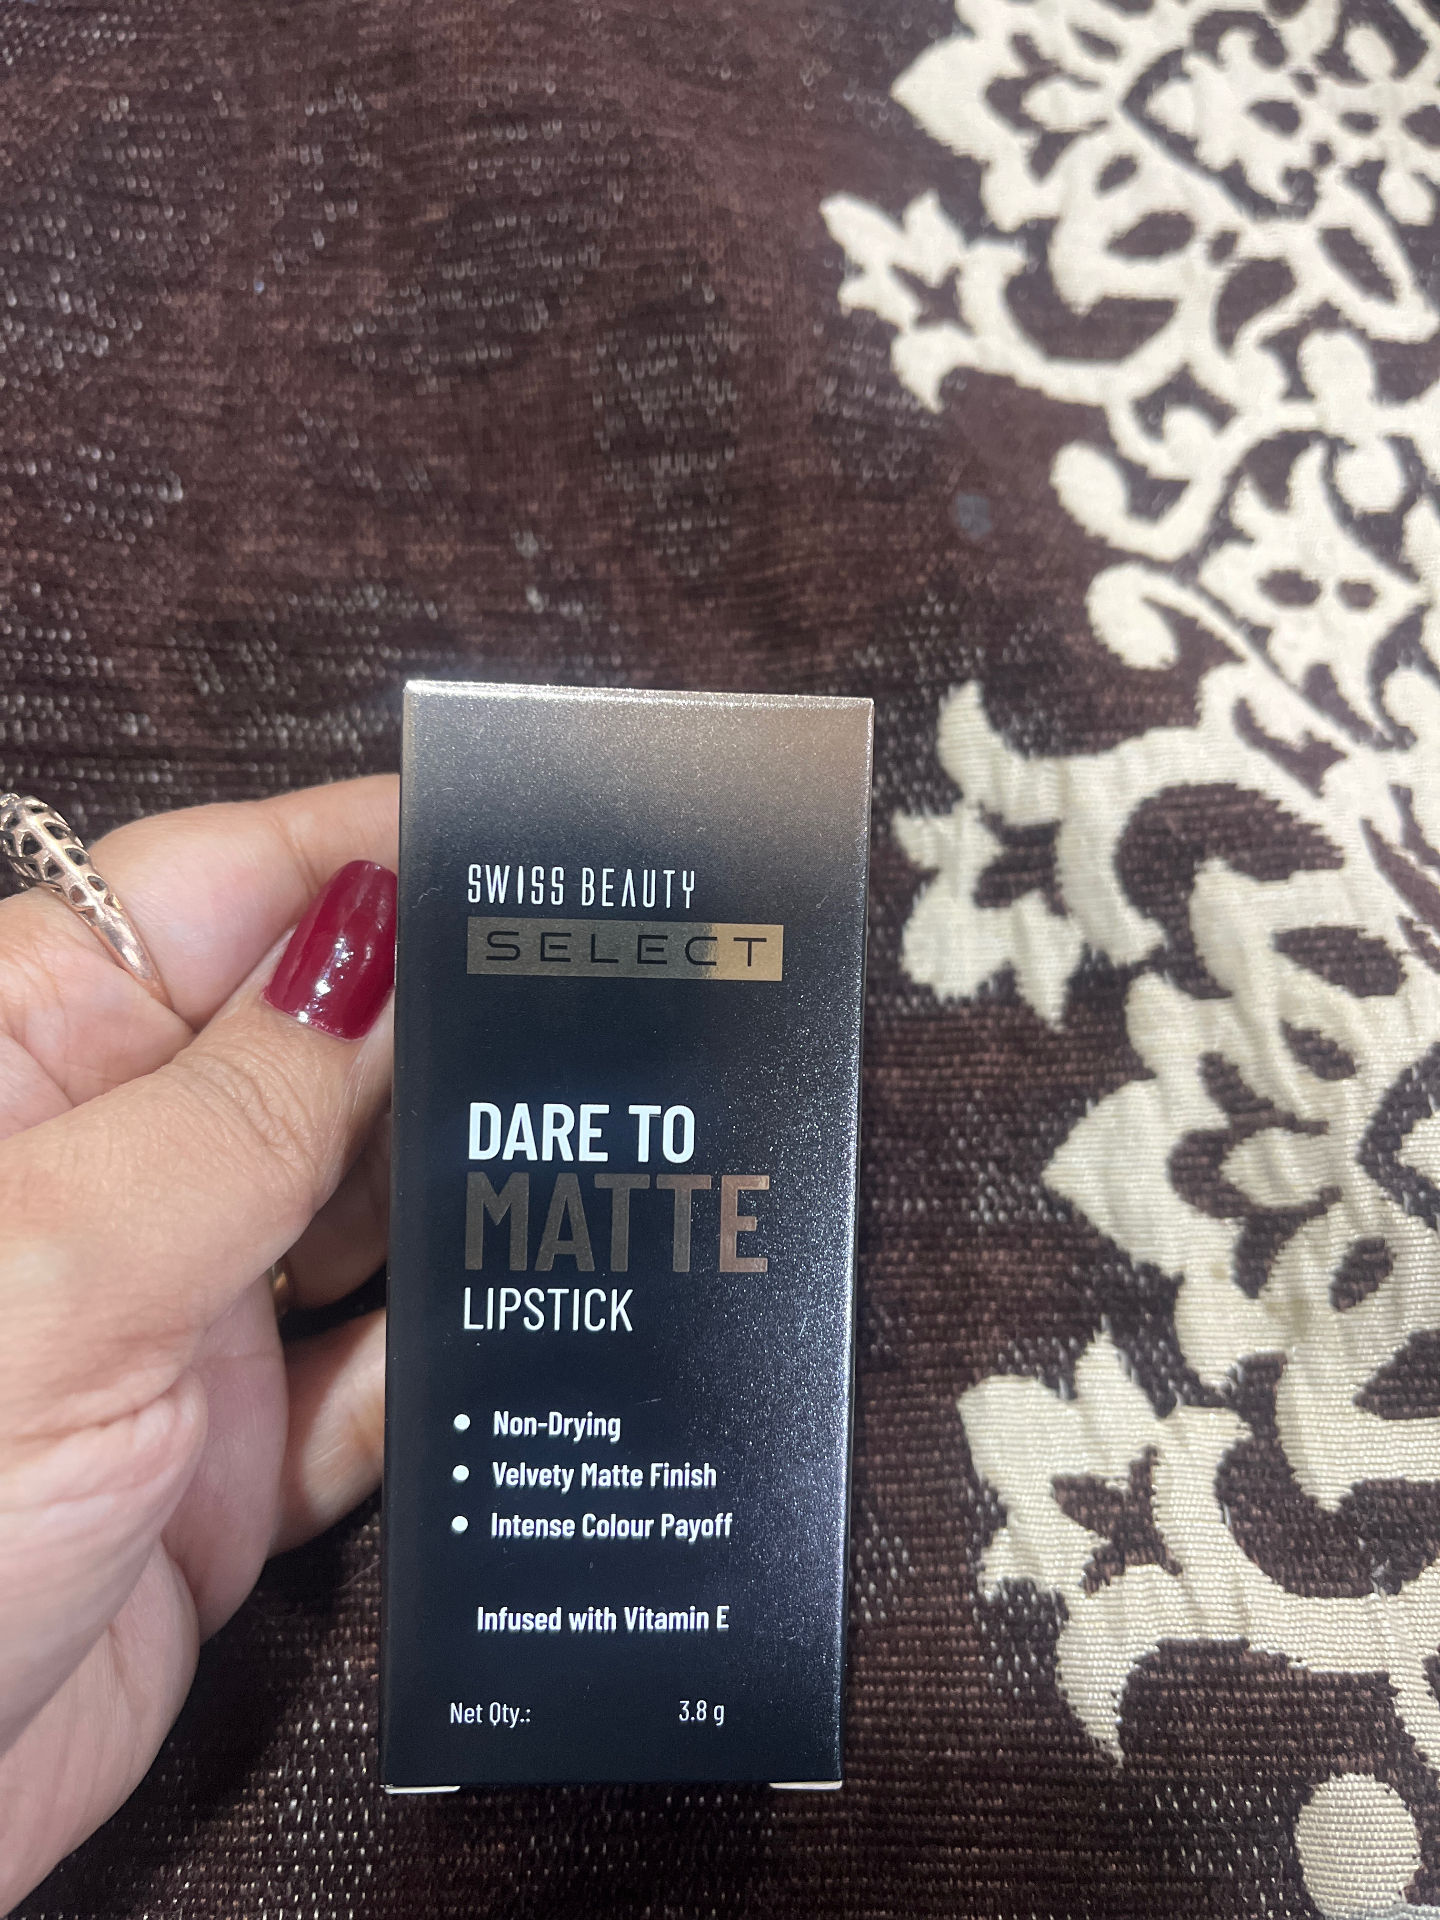 SWISS BEAUTY
SELECT
DARE TO
MATTE
LIPSTICK
• Non-Drying
• Velvety Matte Finish
• Intense Colour Payoff
Infused with Vitamin E
Net Qty.: 3.8 g